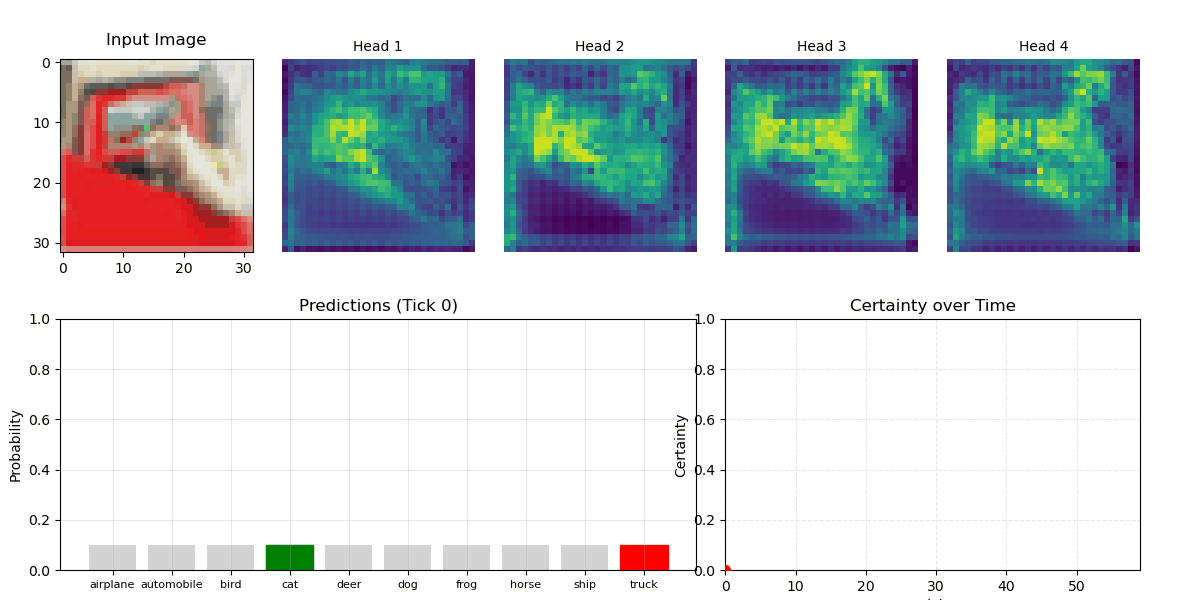 Input Image
Head 1
Head 2
Head 3
Head 4
0
10
20
30
0
10
20
30
Predictions (Tick 0)
Probability
1.0
0.8
0.6
0.4
0.2
0.0
airplane
automobile
bird
cat
deer
dog
frog
horse
ship
truck
Certainty over Time
Certainty
1.0
0.8
0.6
0.4
0.2
0.0
0
10
20
30
40
50